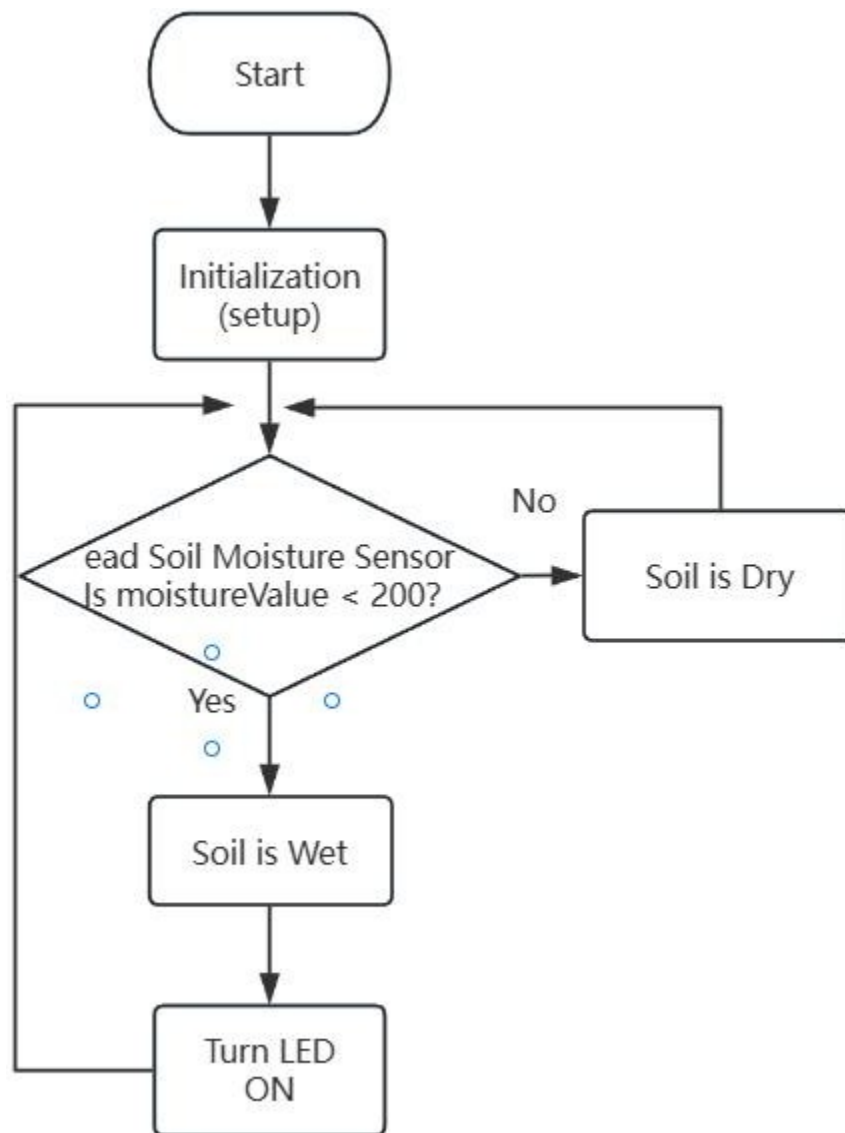 Start
Initialization
(setup)
No
ead Soil Moisture Sensor
Is moistureValue < 200?
Soil is Dry
Yes
Soil is Wet
Turn LED
ON